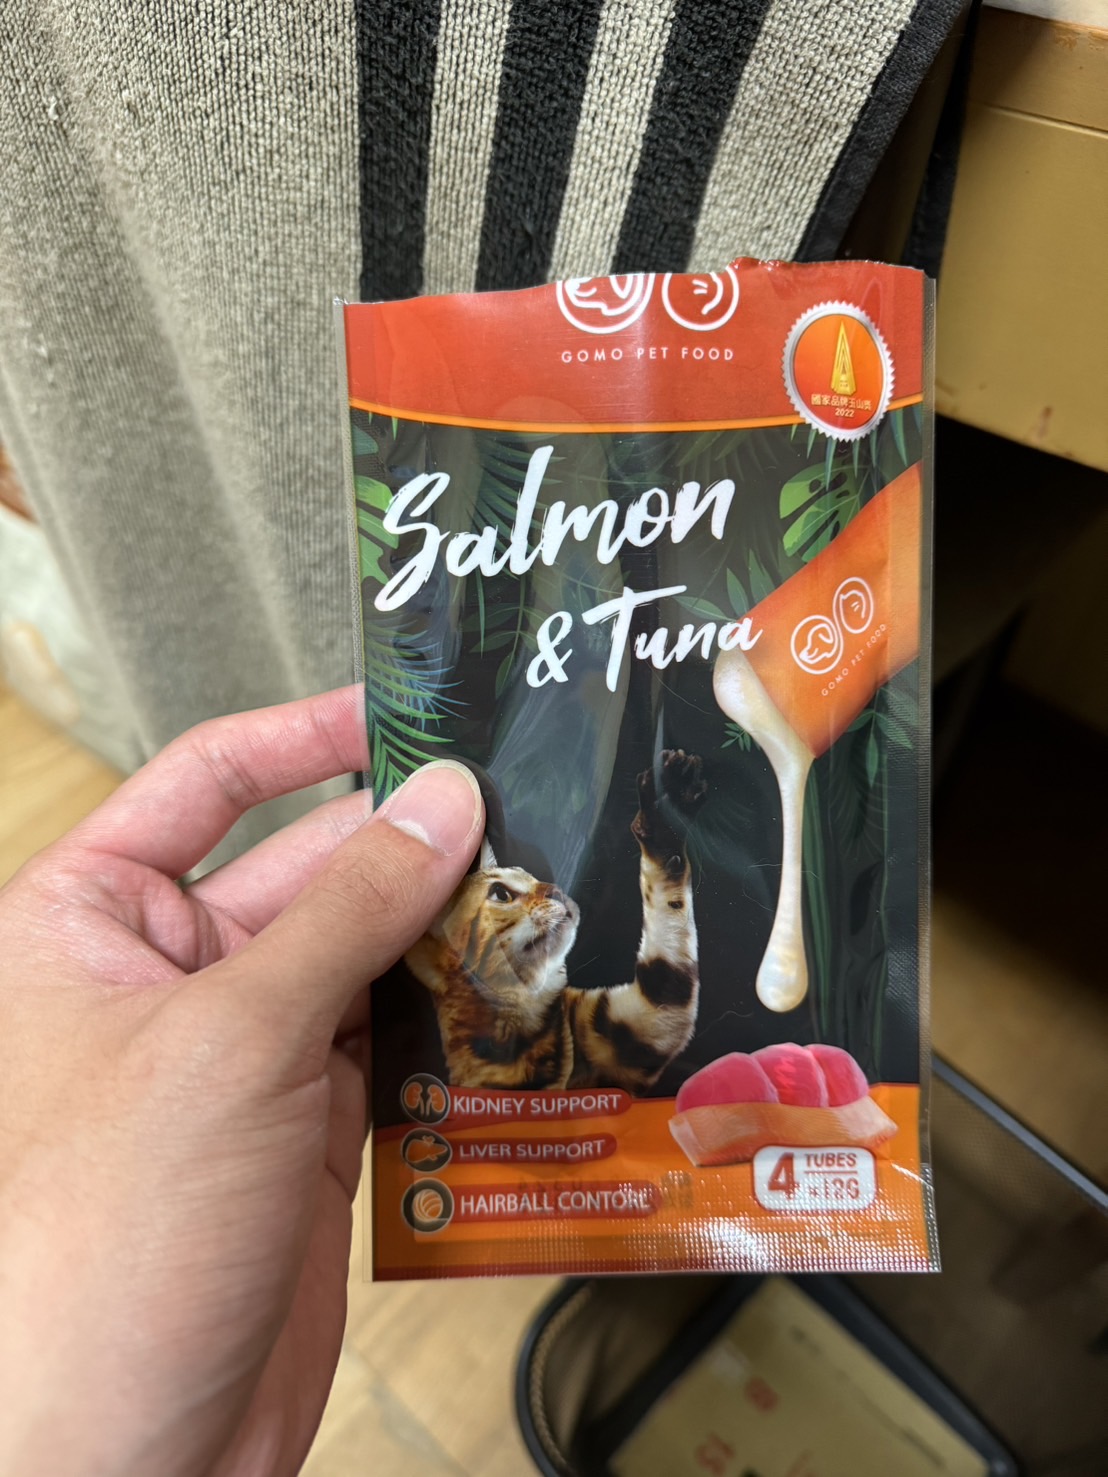 GOMO PET FOOD
國家品牌玉山獎
2022
Salmon
& Tuna
GOMO PET FOOD
KIDNEY SUPPORT
LIVER SUPPORT
HAIRBALL CONTORL
4 TUBES
12G